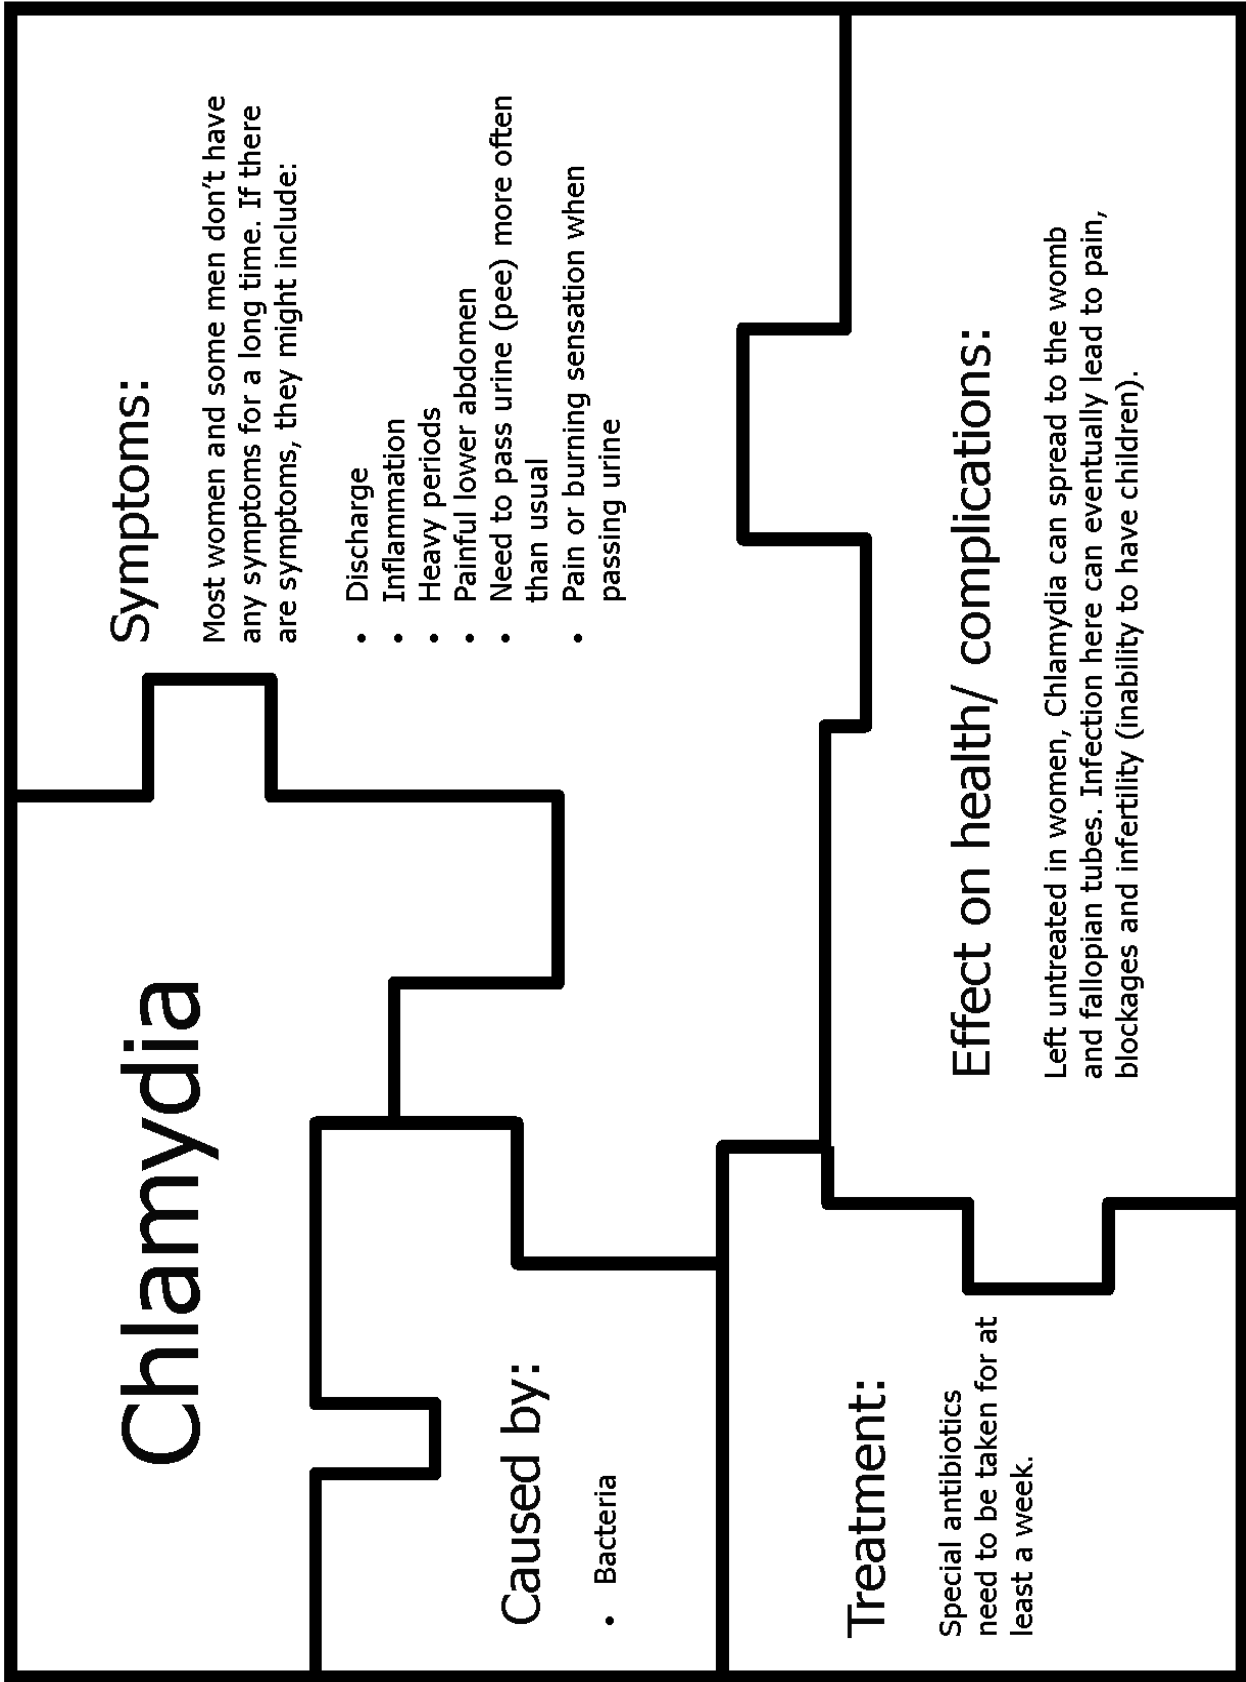 Chlamydia
Symptoms:
Most women and some men don’t have
any symptoms for a long time. If there
are symptoms, they might include:
• Discharge
• Inflammation
• Heavy periods
• Painful lower abdomen
• Need to pass urine (pee) more often
than usual
• Pain or burning sensation when
passing urine
Caused by:
• Bacteria
Treatment:
Special antibiotics
need to be taken for at
least a week.
Effect on health/ complications:
Left untreated in women, Chlamydia can spread to the womb
and fallopian tubes. Infection here can eventually lead to pain,
blockages and infertility (inability to have children).